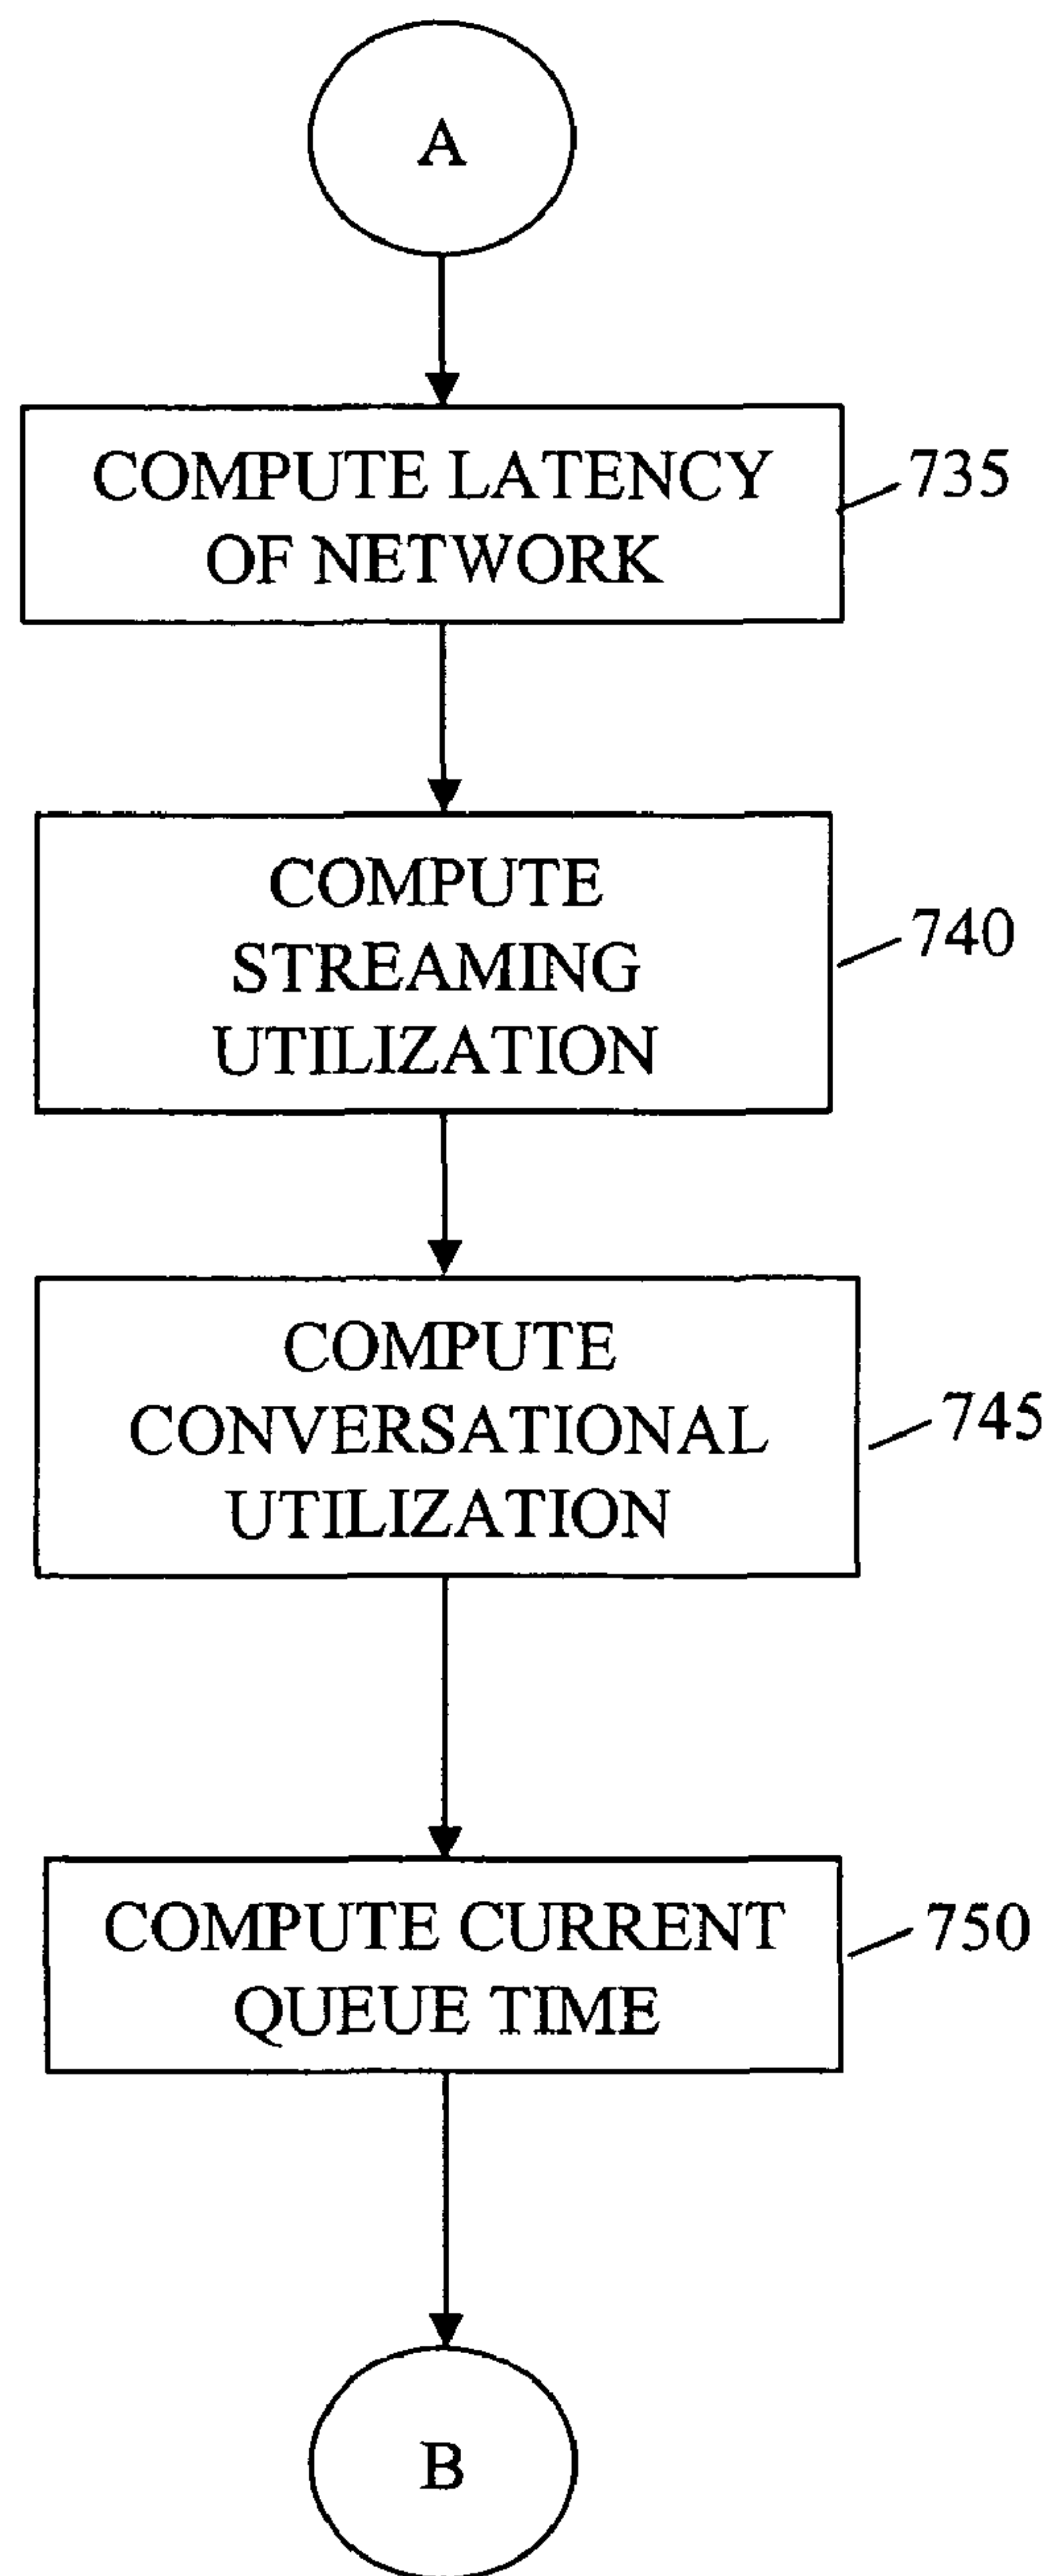 A
COMPUTE LATENCY
OF NETWORK
735
COMPUTE
STREAMING
UTILIZATION
740
COMPUTE
CONVERSATIONAL
UTILIZATION
745
COMPUTE CURRENT
QUEUE TIME
750
B